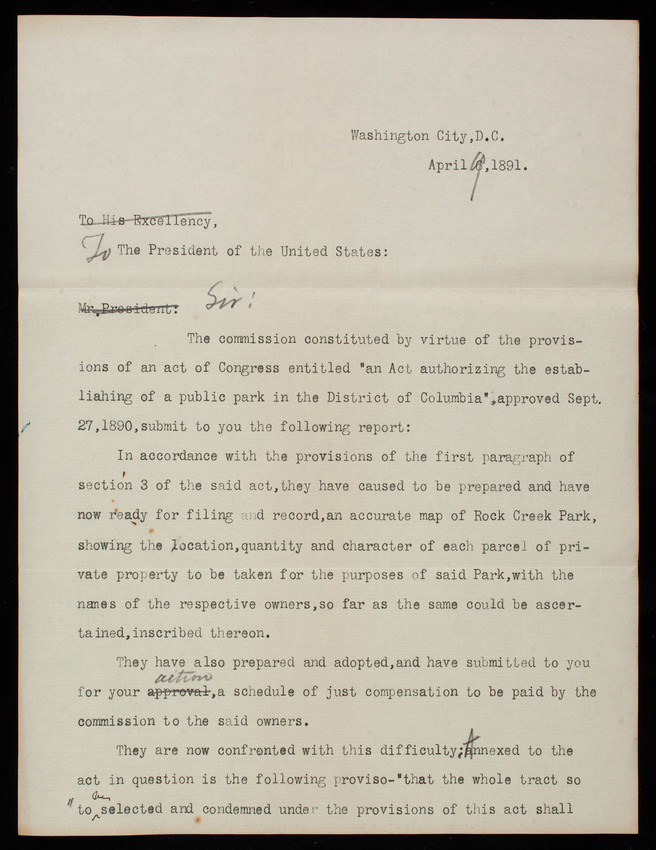 Washington City,D.C.
April 9,1891.
To His Excellency,
To The President of the United States:
Mr.President: Sir!
The commission constituted by virtue of the provis-
ions of an act of Congress entitled "an Act authorizing the estab-
liahing of a public park in the District of Columbia",approved Sept.
27,1890,submit to you the following report:
In accordance with the provisions of the first paragraph of
section 3 of the said act,they have caused to be prepared and have
now ready for filing and record,an accurate map of Rock Creek Park,
showing the location,quantity and character of each parcel of pri-
vate property to be taken for the purposes of said Park,with the
names of the respective owners,so far as the same could be ascer-
tained,inscribed thereon.
They have also prepared and adopted,and have submitted to you
action
for your approval,a schedule of just compensation to be paid by the
commission to the said owners.
They are now confronted with this difficulty;Annexed to the
act in question is the following proviso-"that the whole tract so
be
"to selected and condemned under the provisions of this act shall